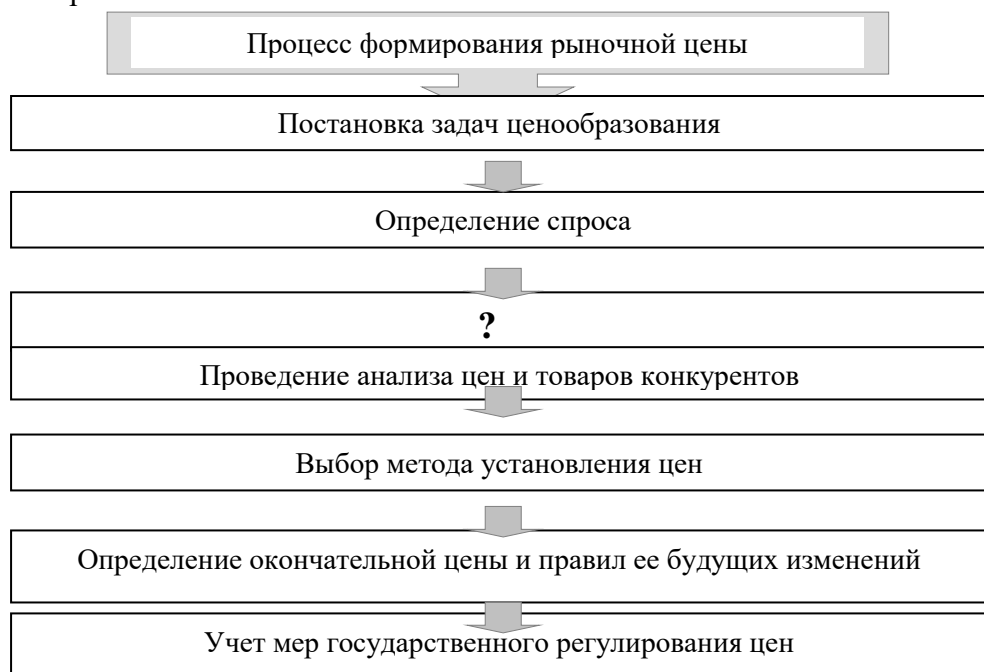 Процесс формирования рыночной цены
Постановка задач ценообразования
Определение спроса
?
Проведение анализа цен и товаров конкурентов
Выбор метода установления цен
Определение окончательной цены и правил ее будущих изменений
Учет мер государственного регулирования цен